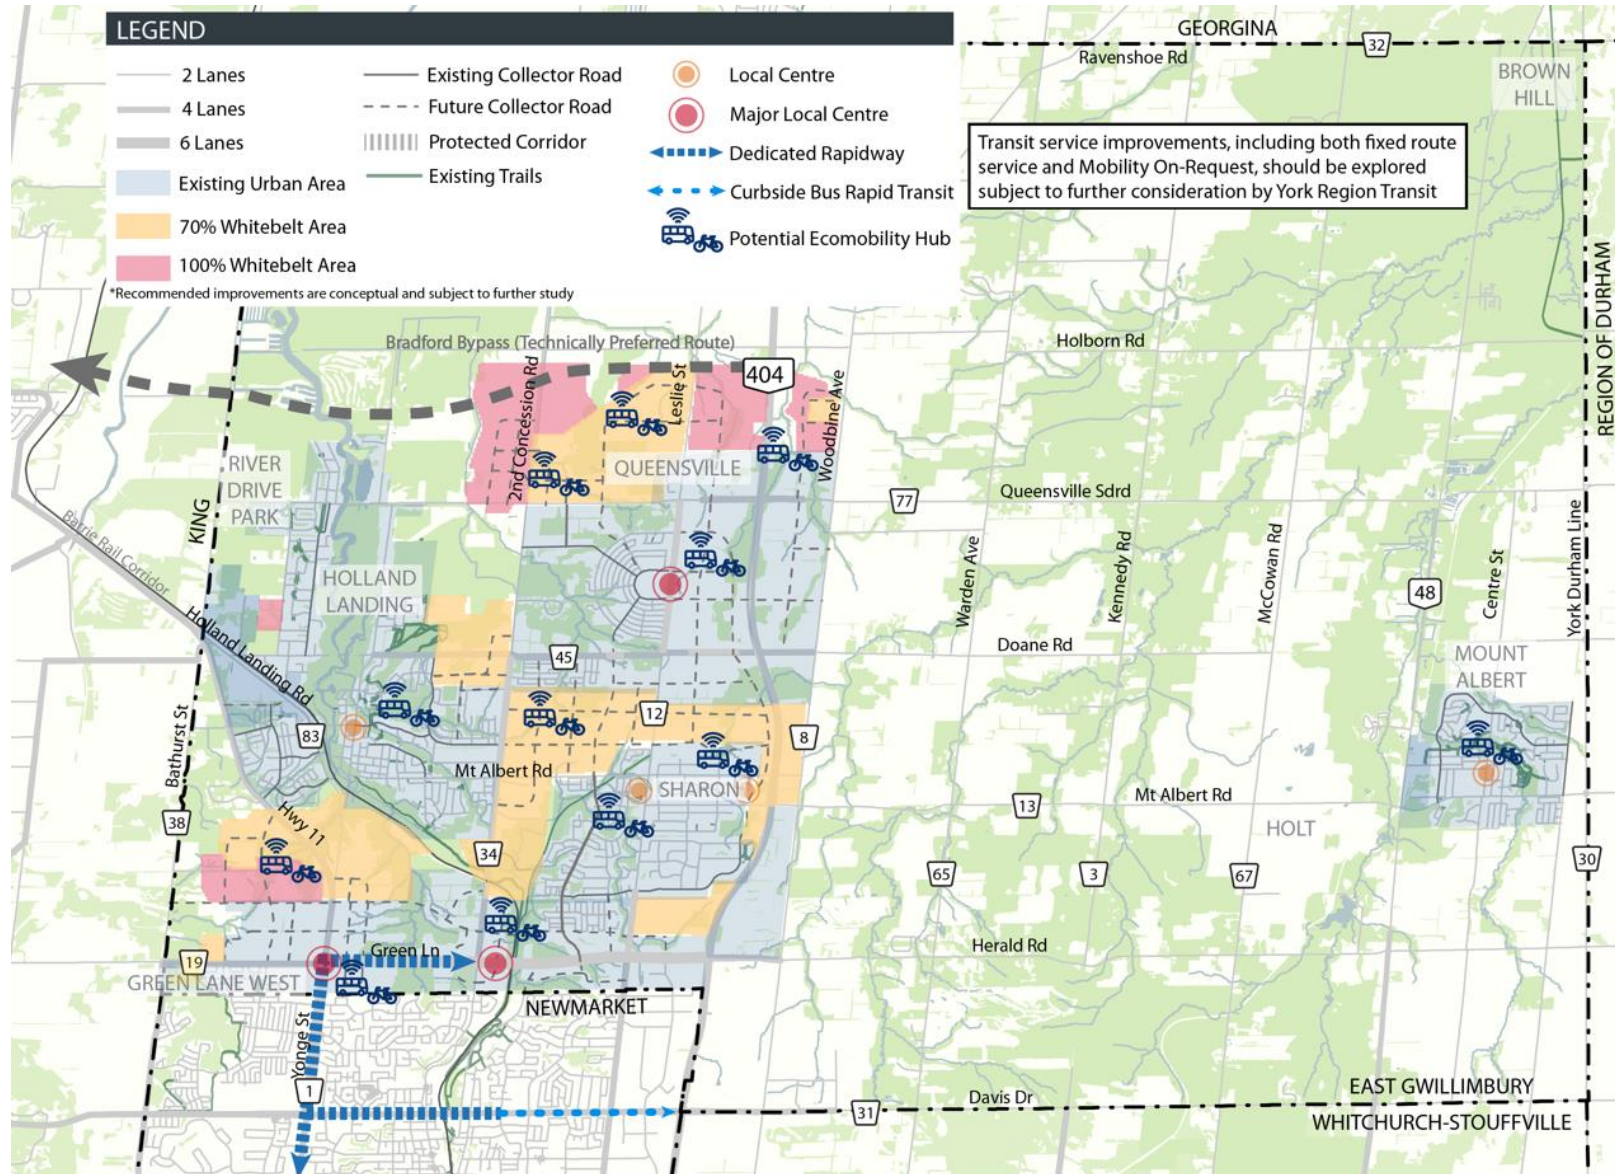 LEGEND
2 Lanes
4 Lanes
6 Lanes
Existing Urban Area
70% Whitebelt Area
100% Whitebelt Area
Existing Collector Road
Future Collector Road
Protected Corridor
Existing Trails
Local Centre
Major Local Centre
Dedicated Rapidway
Curbside Bus Rapid Transit
Potential Ecomobility Hub
*Recommended improvements are conceptual and subject to further study
GEORGINA
32
Ravenshoe Rd
BROWN
HILL
Transit service improvements, including both fixed route
service and Mobility On-Request, should be explored
subject to further consideration by York Region Transit
REGION OF DURHAM
Bradford Bypass (Technically Preferred Route)
Holborn Rd
404
2nd Concession Rd
Leslie St
Woodbine Ave
RIVER
DRIVE
PARK
QUEENSVILLE
KING
77
Queensville Sdrd
Barrie Rail Corridor
HOLLAND
LANDING
Warden Ave
Kennedy Rd
McCowan Rd
48
Centre St
York Durham Line
Holland Landing Rd
45
Doane Rd
MOUNT
ALBERT
Bathurst St
83
12
8
Mt Albert Rd
SHARON
38
Hwy 11
13
Mt Albert Rd
HOLT
34
65
3
67
30
19
Green Ln
Herald Rd
GREEN LANE WEST
NEWMARKET
Yonge St
1
31
Davis Dr
EAST GWILLIMBURY
WHITCHURCH-STOUFFVILLE